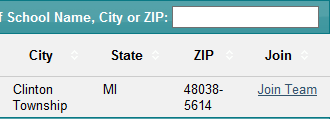 f School Name, City or ZIP:
City State ZIP Join
Clinton MI 48038- Join Team
Township 5614